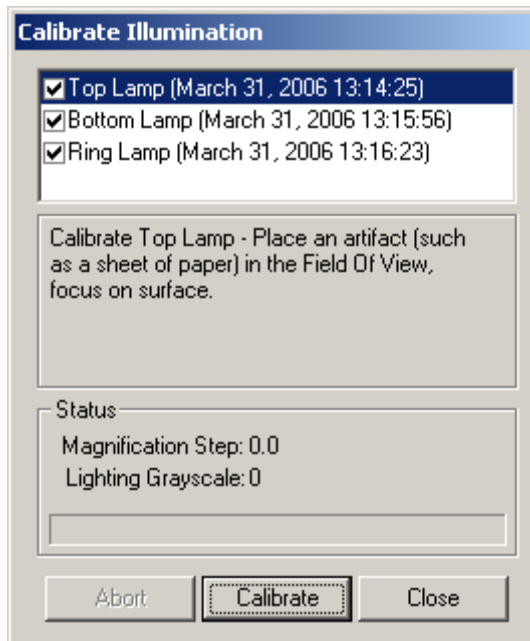 Calibrate Illumination
Top Lamp (March 31, 2006 13:14:25)
Bottom Lamp (March 31, 2006 13:15:56)
Ring Lamp (March 31, 2006 13:16:23)
Calibrate Top Lamp - Place an artifact (such
as a sheet of paper) in the Field Of View,
focus on surface.
Status
Magnification Step: 0.0
Lighting Grayscale: 0
Abort Calibrate Close